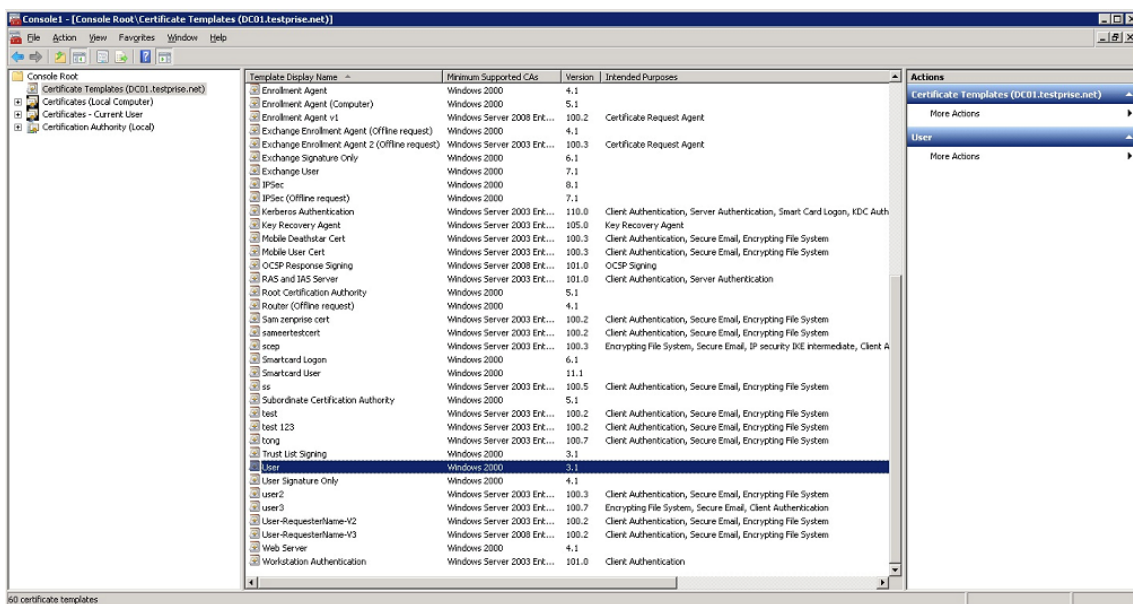 Console1 - [Console Root\Certificate Templates (DC01.testprise.net)]
File Action View Favorites Window Help
Console Root
Certificate Templates (DC01.testprise.net)
Certificates (Local Computer)
Certificates - Current User
Certification Authority (Local)
Template Display Name Minimum Supported CAs Version Intended Purposes
Enrollment Agent Windows 2000 4.1
Enrollment Agent (Computer) Windows 2000 5.1
Enrollment Agent v1 Windows Server 2008 Ent... 100.2 Certificate Request Agent
Exchange Enrollment Agent (Offline request) Windows 2000 4.1
Exchange Enrollment Agent 2 (Offline request) Windows Server 2003 Ent... 100.3 Certificate Request Agent
Exchange Signature Only Windows 2000 6.1
Exchange User Windows 2000 7.1
IPSec Windows 2000 8.1
IPSec (Offline request) Windows 2000 7.1
Kerberos Authentication Windows Server 2003 Ent... 110.0 Client Authentication, Server Authentication, Smart Card Logon, KDC Auth
Key Recovery Agent Windows Server 2003 Ent... 105.0 Key Recovery Agent
Mobile Deathstar Cert Windows Server 2003 Ent... 100.3 Client Authentication, Secure Email, Encrypting File System
Mobile User Cert Windows Server 2003 Ent... 100.3 Client Authentication, Secure Email, Encrypting File System
OCSP Response Signing Windows Server 2008 Ent... 101.0 OCSP Signing
RAS and IAS Server Windows Server 2003 Ent... 101.0 Client Authentication, Server Authentication
Root Certification Authority Windows 2000 5.1
Router (Offline request) Windows 2000 4.1
Sam zenprise cert Windows Server 2003 Ent... 100.2 Client Authentication, Secure Email, Encrypting File System
sameertestcert Windows Server 2003 Ent... 100.2 Client Authentication, Secure Email, Encrypting File System
scep Windows Server 2003 Ent... 100.3 Encrypting File System, Secure Email, IP security IKE intermediate, Client A
Smartcard Logon Windows 2000 6.1
Smartcard User Windows 2000 11.1
ss Windows Server 2003 Ent... 100.5 Client Authentication, Secure Email, Encrypting File System
Subordinate Certification Authority Windows 2000 5.1
test Windows Server 2003 Ent... 100.2 Client Authentication, Secure Email, Encrypting File System
test 123 Windows Server 2003 Ent... 100.2 Client Authentication, Secure Email, Encrypting File System
tong Windows Server 2003 Ent... 100.7 Client Authentication, Secure Email, Encrypting File System
Trust List Signing Windows 2000 3.1
User Windows 2000 3.1
User Signature Only Windows 2000 4.1
user2 Windows Server 2003 Ent... 100.3 Client Authentication, Secure Email, Encrypting File System
user3 Windows Server 2003 Ent... 100.7 Encrypting File System, Secure Email, Client Authentication
User-RequesterName-V2 Windows Server 2003 Ent... 100.2 Client Authentication, Secure Email, Encrypting File System
User-RequesterName-V3 Windows Server 2008 Ent... 100.2 Client Authentication, Secure Email, Encrypting File System
Web Server Windows 2000 4.1
Workstation Authentication Windows Server 2003 Ent... 101.0 Client Authentication
Actions
Certificate Templates (DC01.testprise.net)
More Actions
User
More Actions
60 certificate templates